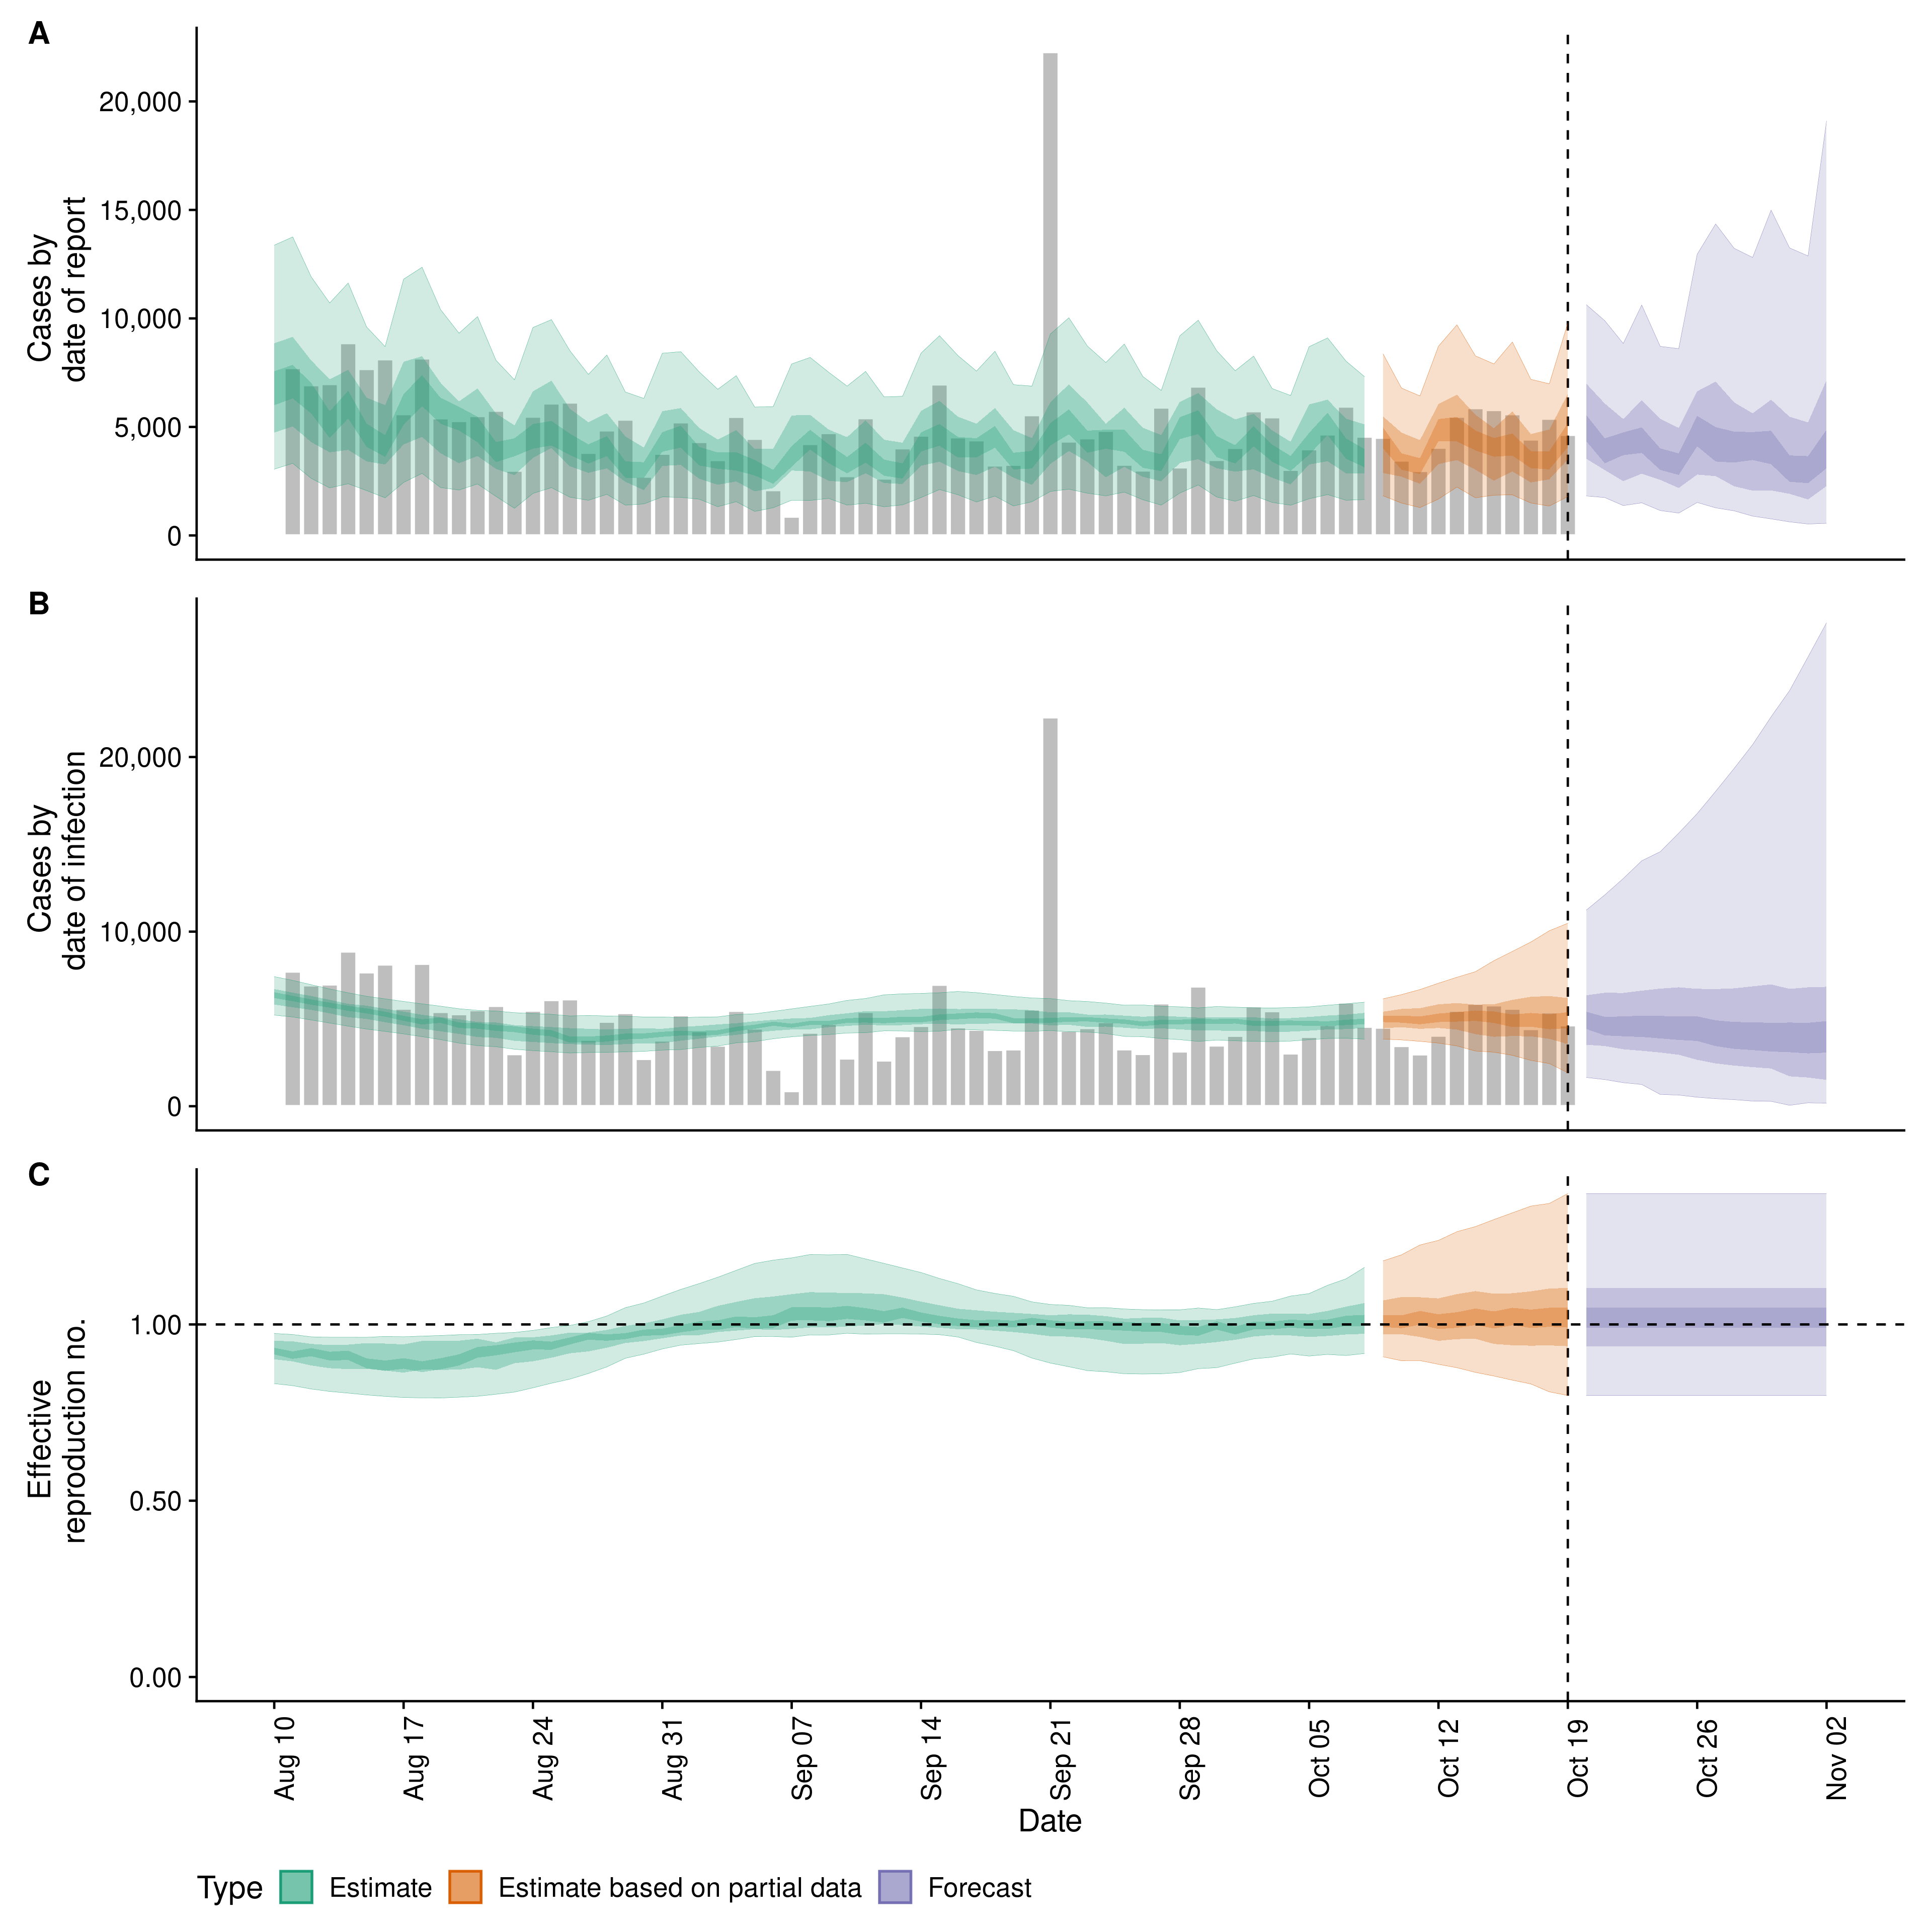 A
Cases by
date of report
20,000
15,000
10,000
5,000
0
B
Cases by
date of infection
20,000
10,000
0
C
Effective
reproduction no.
1.00
0.50
0.00
Aug 10
Aug 17
Aug 24
Aug 31
Sep 07
Sep 14
Sep 21
Sep 28
Oct 05
Oct 12
Oct 19
Oct 26
Nov 02
Date
Type Estimate Estimate based on partial data Forecast